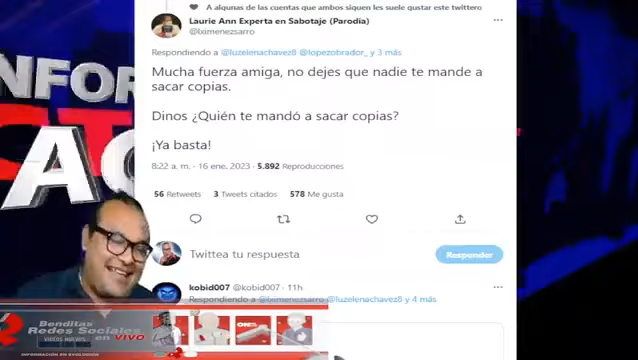 A algunas de las cuentas que ambos siguen les suele gustar este twittero
Laurie Ann Experta en Sabotaje (Parodia)
@lximenezsarro
Respondiendo a @luzelenachavez8 @lopezobrador_ y 3 más
Mucha fuerza amiga, no dejes que nadie te mande a
sacar copias.
Dinos ¿Quién te mandó a sacar copias?
¡Ya basta!
8:22 a. m. · 16 ene. 2023 · 5.892 Reproducciones
56 Retweets 3 Tweets citados 578 Me gusta
Twittea tu respuesta
Responder
kobid007 @kobid007 · 11h
Respondiendo a @lximenezsarro @luzelenachavez8 y 4 más
Benditas
Redes Sociales
en VIVO